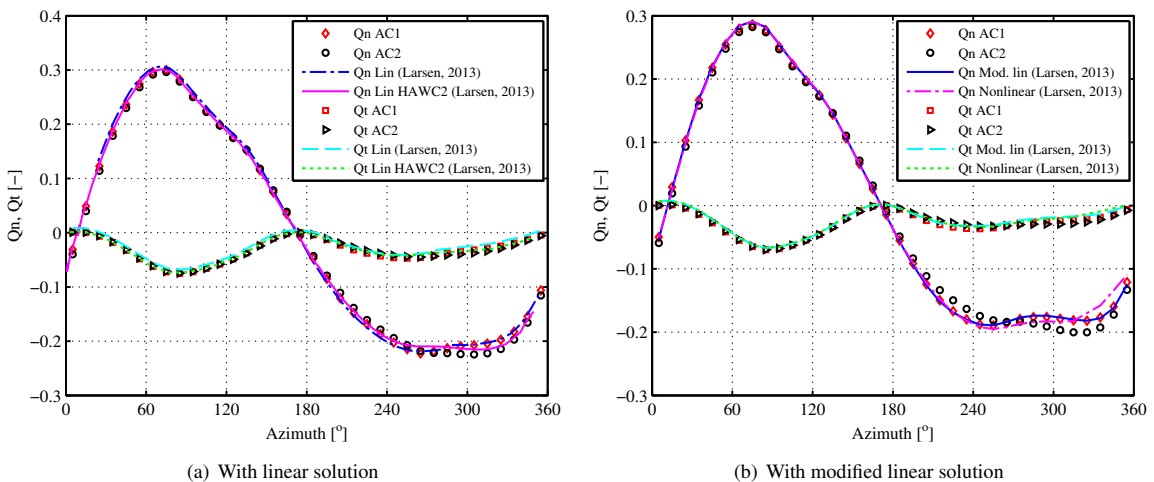 0.4
0.3
0.2
0.1
0
−0.1
−0.2
−0.3
Qn, Qt [−]
0
60
120
180
240
300
360
Azimuth [o]
Qn AC1
Qn AC2
Qn Lin (Larsen, 2013)
Qn Lin HAWC2 (Larsen, 2013)
Qt AC1
Qt AC2
Qt Lin (Larsen, 2013)
Qt Lin HAWC2 (Larsen, 2013)
(a) With linear solution
0.3
0.2
0.1
0
−0.1
−0.2
−0.3
Qn, Qt [−]
0
60
120
180
240
300
360
Azimuth [o]
Qn AC1
Qn AC2
Qn Mod. lin (Larsen, 2013)
Qn Nonlinear (Larsen, 2013)
Qt AC1
Qt AC2
Qt Mod. lin (Larsen, 2013)
Qt Nonlinear (Larsen, 2013)
(b) With modified linear solution